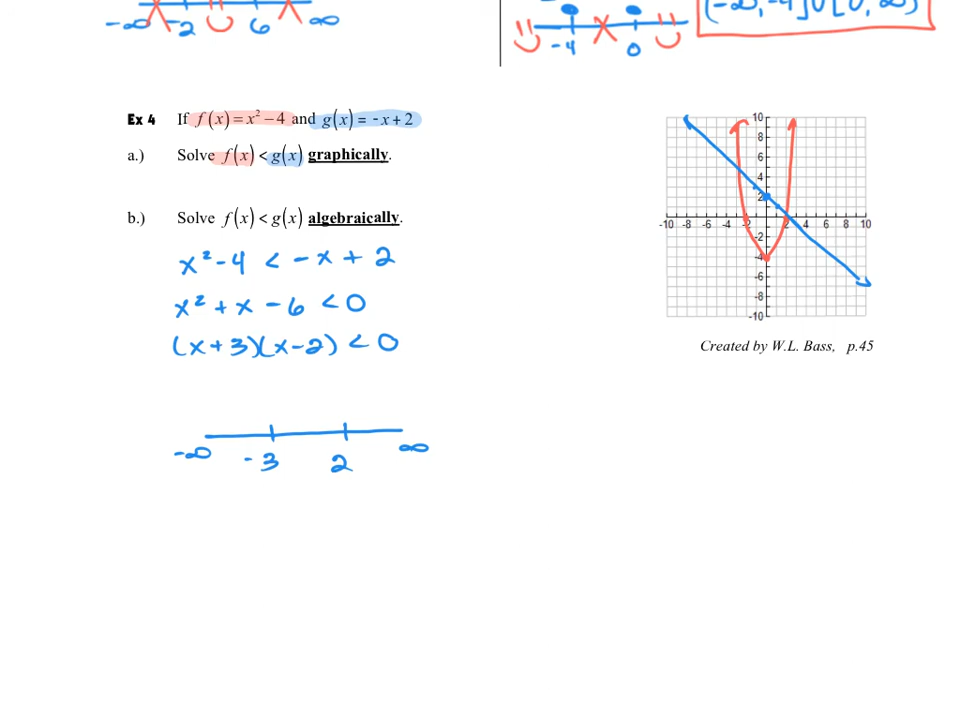 -∞ -2 6 ∞
(-∞, -4] ∪ [0, ∞)
-4 0
Ex 4 If f(x) = x² − 4 and g(x) = -x + 2
a.) Solve f(x) < g(x) graphically.
b.) Solve f(x) < g(x) algebraically.
x² - 4 < - x + 2
x² + x - 6 < 0
(x + 3)(x - 2) < 0
-∞ -3 2 ∞
10
8
6
4
2
-10 -8 -6 -4 -2 2 4 6 8 10
-2
-4
-6
-8
-10
Created by W.L. Bass, p.45